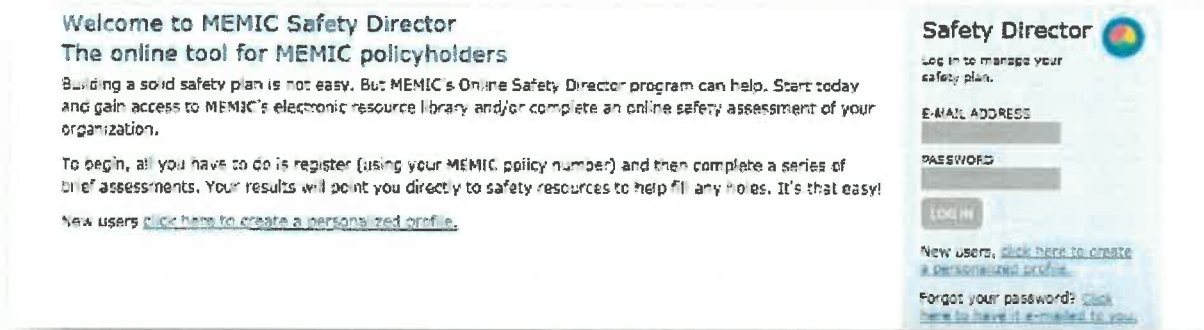 Welcome to MEMIC Safety Director
The online tool for MEMIC policyholders
Building a solid safety plan is not easy. But MEMIC's Online Safety Director program can help. Start today
and gain access to MEMIC's electronic resource library and/or complete an online safety assessment of your
organization.
To begin, all you have to do is register (using your MEMIC policy number) and then complete a series of
brief assessments. Your results will point you directly to safety resources to help fill any holes. It's that easy!
New users click here to create a personalized profile.
Safety Director
Log in to manage your
safety plan.
E-MAIL ADDRESS
PASSWORD
LOG IN
New users, click here to create
a personalized profile.
Forgot your password? Click
here to have it e-mailed to you.